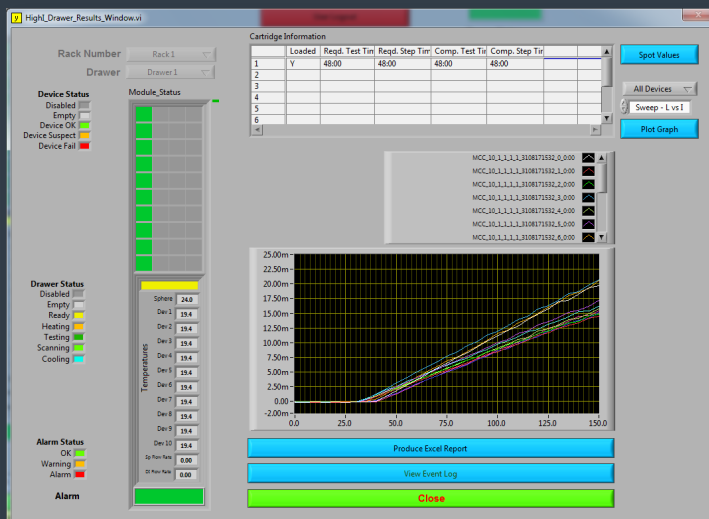 HighI_Drawer_Results_Window.vi
Cartridge Information
Rack Number
Rack 1
Drawer
Drawer 1
Loaded Reqd. Test Tim Reqd. Step Tim Comp. Test Tim Comp. Step Tir
1 Y 48:00 48:00 48:00 48:00
2
3
4
5
6
Spot Values
All Devices
Sweep - L vs I
Plot Graph
Device Status
Disabled
Empty
Device OK
Device Suspect
Device Fail
Module_Status
MCC_10_1_1_1_1_3108171532_0_0:00
MCC_10_1_1_1_1_3108171532_1_0:00
MCC_10_1_1_1_1_3108171532_2_0:00
MCC_10_1_1_1_1_3108171532_3_0:00
MCC_10_1_1_1_1_3108171532_4_0:00
MCC_10_1_1_1_1_3108171532_5_0:00
MCC_10_1_1_1_1_3108171532_6_0:00
Drawer Status
Disabled
Empty
Ready
Heating
Testing
Scanning
Cooling
Temperatures
Sphere 24.0
Dev 1 19.4
Dev 2 19.4
Dev 3 19.4
Dev 4 19.4
Dev 5 19.4
Dev 6 19.4
Dev 7 19.4
Dev 8 19.4
Dev 9 19.4
Dev 10 19.4
Sp Flow Rate 0.00
Dt Flow Rate 0.00
25.00m
22.50m
20.00m
17.50m
15.00m
12.50m
10.00m
7.50m
5.00m
2.50m
0.00
-2.00m
0.0 25.0 50.0 75.0 100.0 125.0 150.0
Alarm Status
OK
Warning
Alarm
Alarm
Produce Excel Report
View Event Log
Close